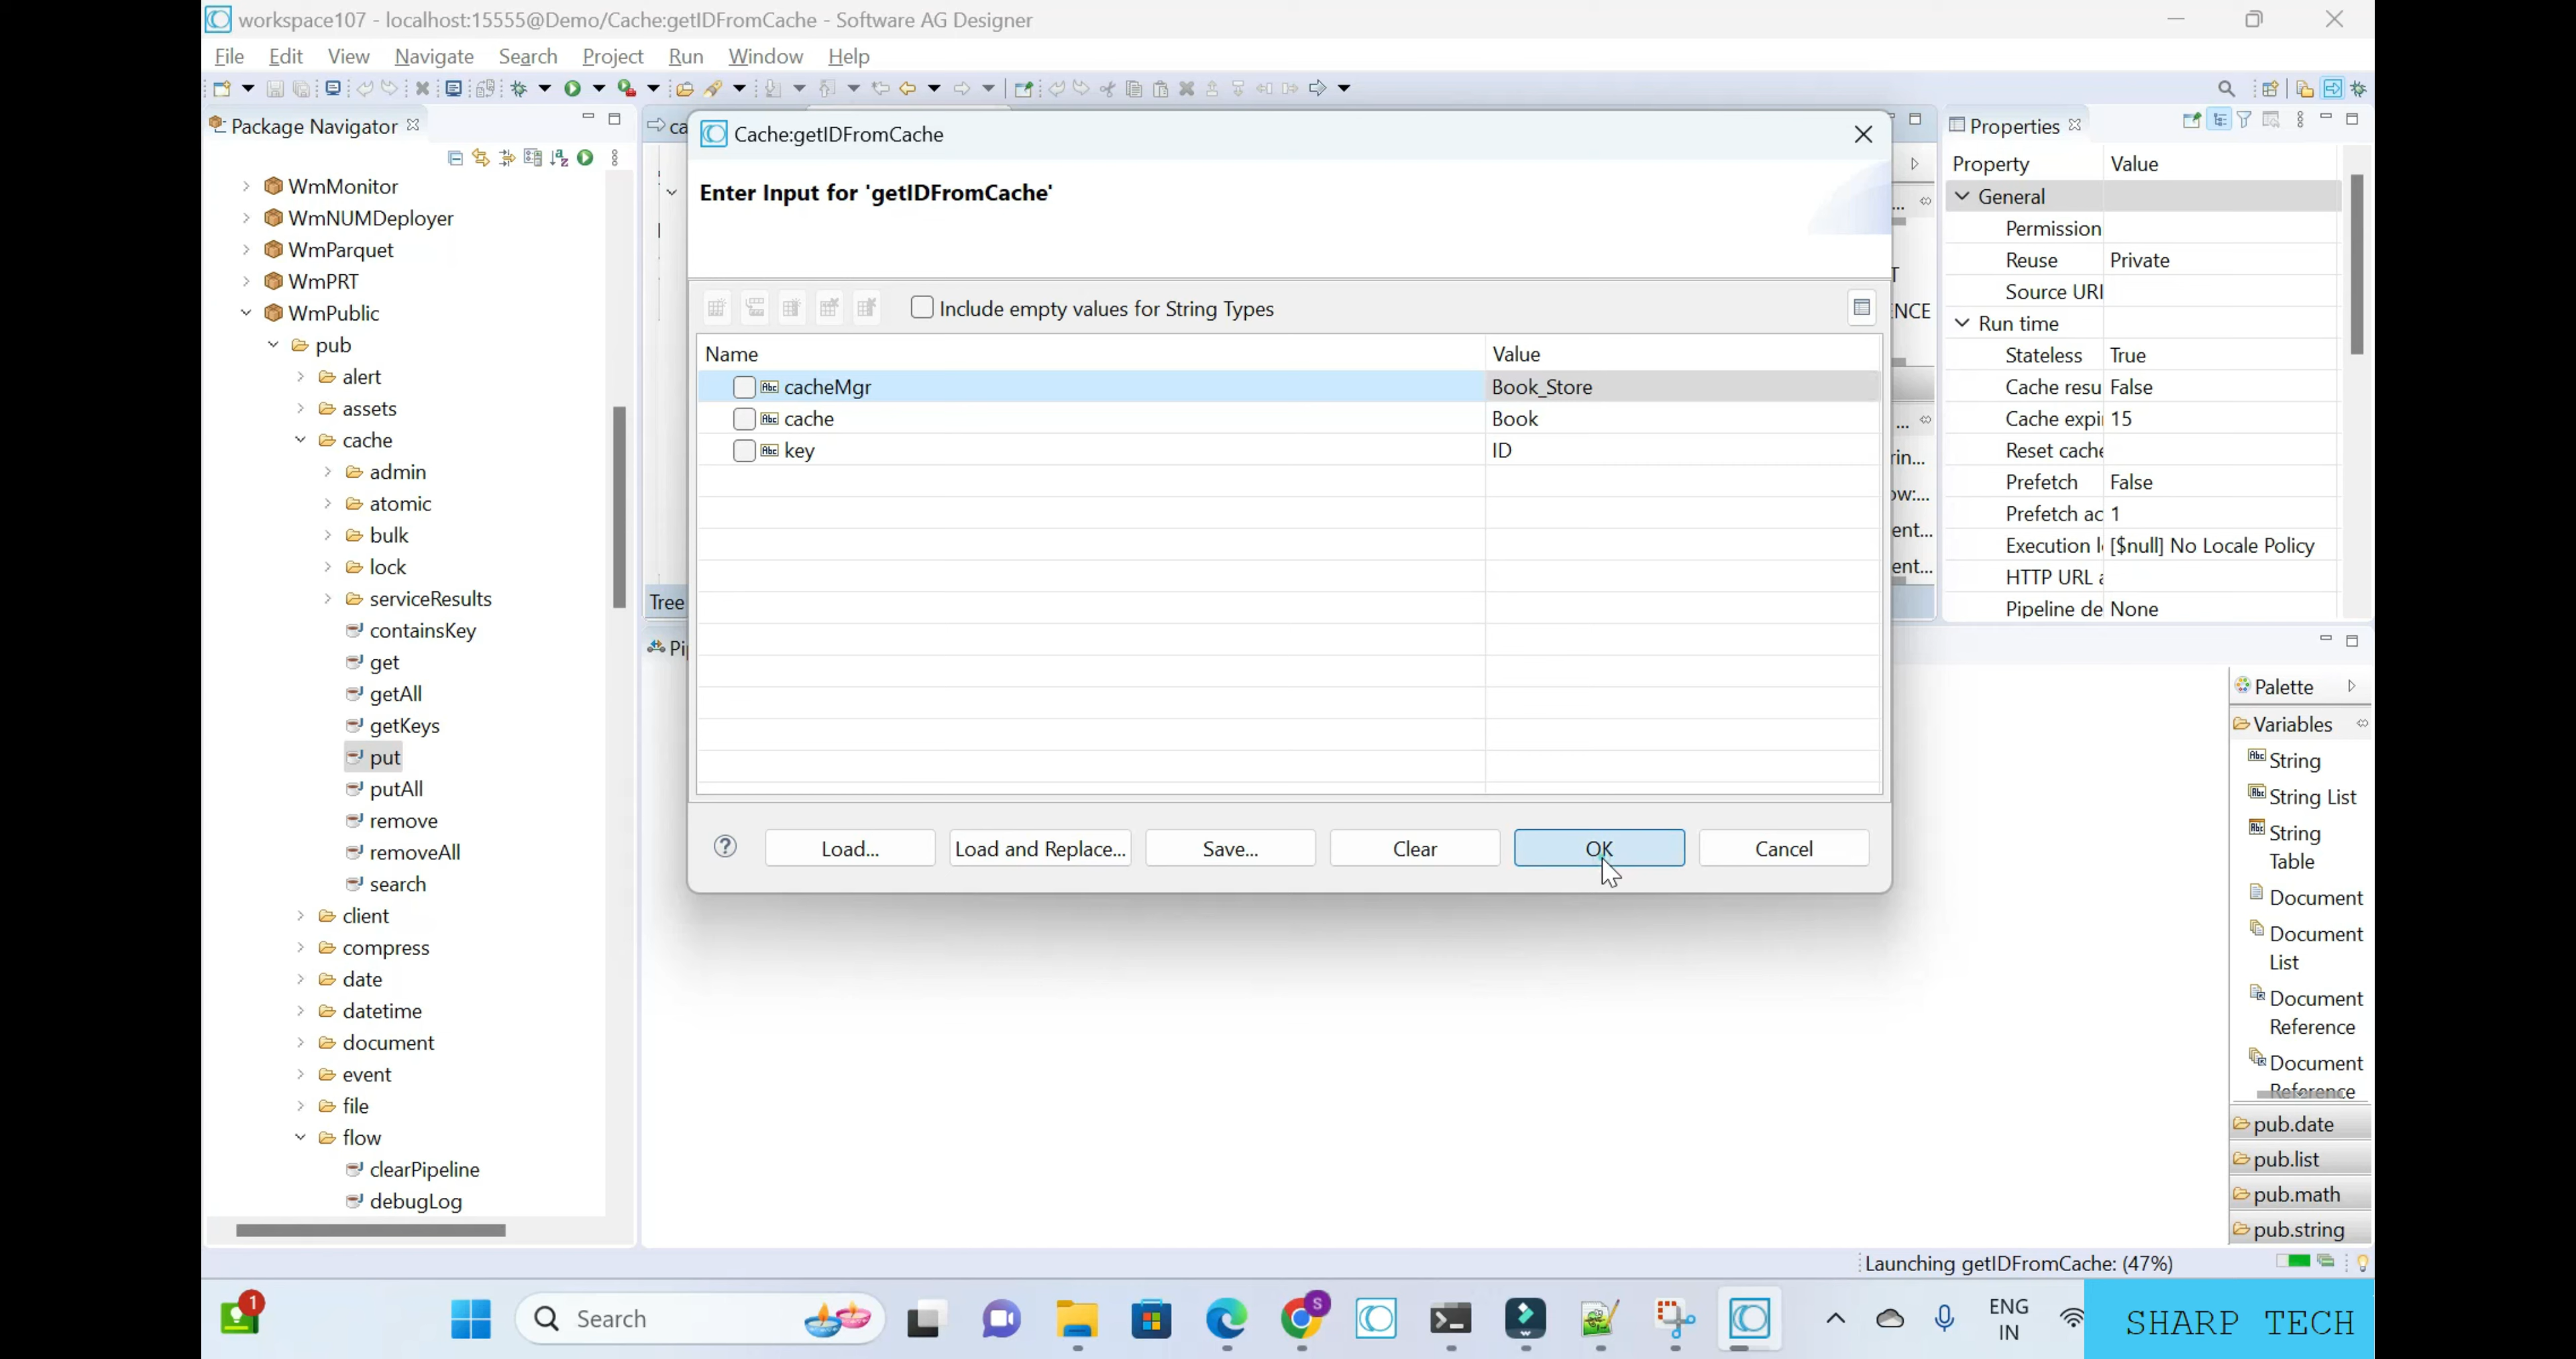 workspace107 - localhost:15555@Demo/Cache:getIDFromCache - Software AG Designer
File Edit View Navigate Search Project Run Window Help
Package Navigator
WmMonitor
WmNUMDeployer
WmParquet
WmPRT
WmPublic
pub
alert
assets
cache
admin
atomic
bulk
lock
serviceResults
containsKey
get
getAll
getKeys
put
putAll
remove
removeAll
search
client
compress
date
datetime
document
event
file
flow
clearPipeline
debugLog
Tree
Cache:getIDFromCache
Enter Input for 'getIDFromCache'
Include empty values for String Types
Name Value
cacheMgr Book_Store
cache Book
key ID
Load... Load and Replace... Save... Clear OK Cancel
Properties
Property Value
General
Permission
Reuse Private
Source URI
Run time
Stateless True
Cache resu False
Cache expi 15
Reset cache
Prefetch False
Prefetch ac 1
Execution l [$null] No Locale Policy
HTTP URL a
Pipeline de None
Palette
Variables
String
String List
String
Table
Document
Document
List
Document
Reference
Document
Reference
pub.date
pub.list
pub.math
pub.string
Launching getIDFromCache: (47%)
1
Search
S
ENG
IN
SHARP TECH